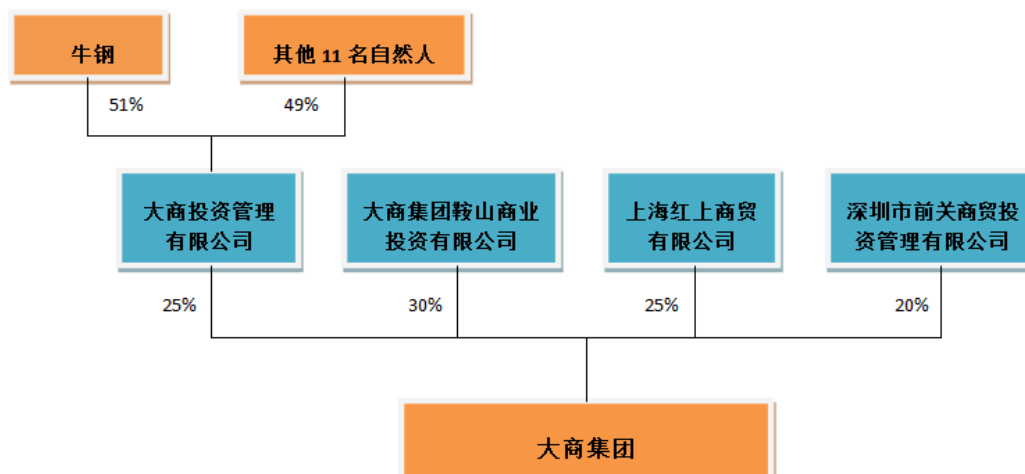 牛钢
其他 11 名自然人
51%
49%
大商投资管理
有限公司
大商集团鞍山商业
投资有限公司
上海红上商贸
有限公司
深圳市前关商贸投
资管理有限公司
25%
30%
25%
20%
大商集团